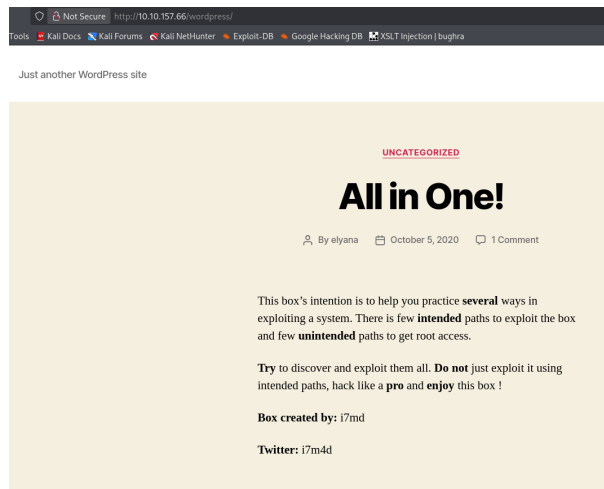 Not Secure http://10.10.157.66/wordpress/
Tools Kali Docs Kali Forums Kali NetHunter Exploit-DB Google Hacking DB XSLT Injection | bughra
Just another WordPress site
UNCATEGORIZED
All in One!
By elyana October 5, 2020 1 Comment
This box's intention is to help you practice several ways in
exploiting a system. There is few intended paths to exploit the box
and few unintended paths to get root access.
Try to discover and exploit them all. Do not just exploit it using
intended paths, hack like a pro and enjoy this box !
Box created by: i7md
Twitter: i7m4d